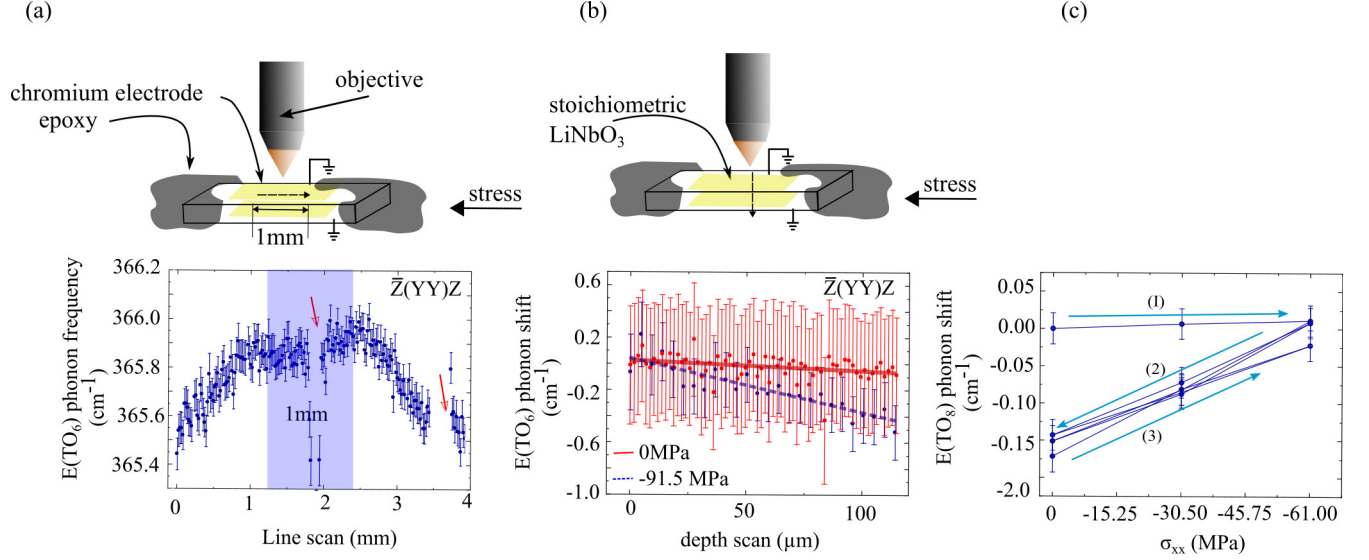 (a)
chromium electrode
epoxy
objective
stress
1mm
E(TO6) phonon frequency
(cm-1)
366.2
366.0
365.8
365.6
365.4
Z̅(YY)Z
1mm
0 1 2 3 4
Line scan (mm)
(b)
stoichiometric
LiNbO3
stress
E(TO6) phonon shift
(cm-1)
0.6
0.2
-0.2
-0.6
-1.0
Z̅(YY)Z
0MPa
-91.5 MPa
0 50 100
depth scan (µm)
(c)
E(TO8) phonon shift
(cm-1)
0.05
0.00
-0.05
-0.10
-0.15
-2.0
(1)
(2)
(3)
0 -15.25 -30.50 -45.75 -61.00
σxx (MPa)